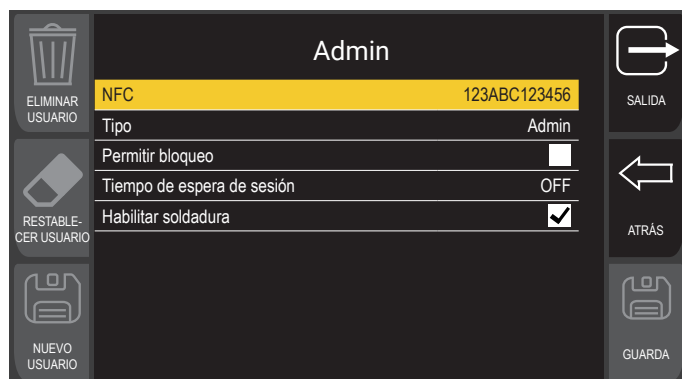 Admin
ELIMINAR
USUARIO
NFC 123ABC123456
Tipo Admin
Permitir bloqueo
Tiempo de espera de sesión OFF
Habilitar soldadura
RESTABLE-
CER USUARIO
NUEVO
USUARIO
SALIDA
ATRÁS
GUARDA